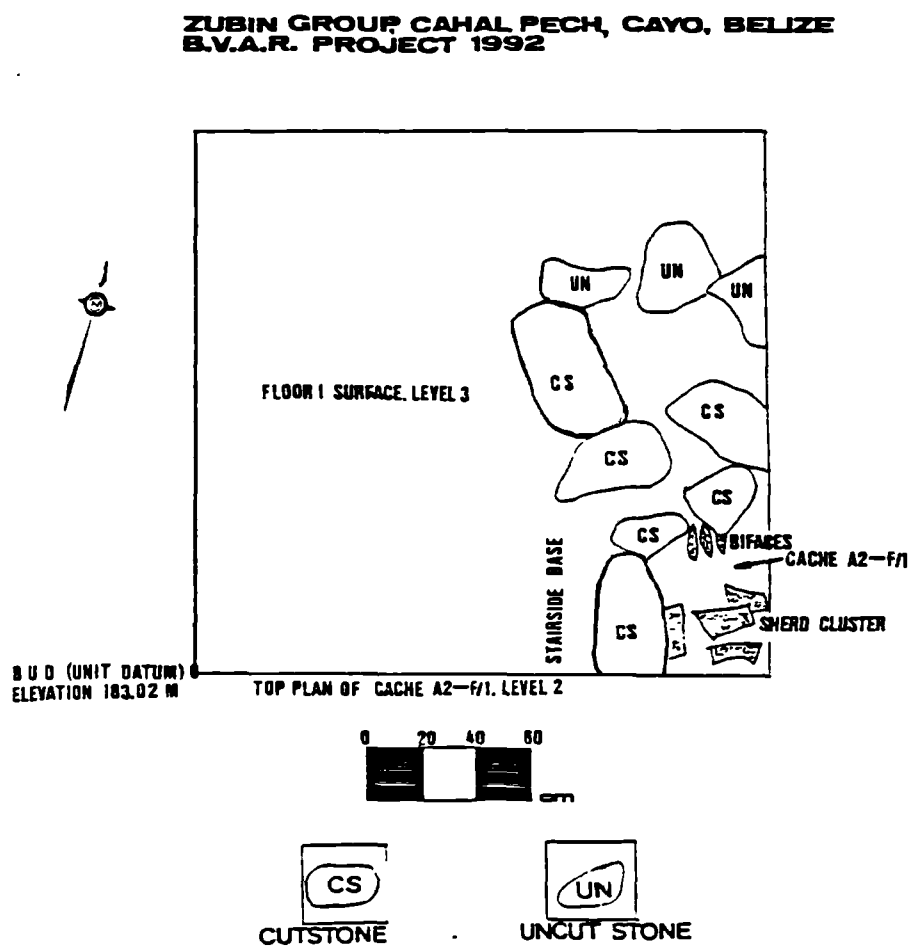 ZUBIN GROUP, CAHAL PECH, CAYO, BELIZE
B.V.A.R. PROJECT 1992
UN
UN
UN
CS
FLOOR 1 SURFACE. LEVEL 3
CS
CS
CS
CS
BIFACES
CACHE A2-F/1
STAIRSIDE BASE
CS
SHERD CLUSTER
BUD (UNIT DATUM)
ELEVATION 183.02 M
TOP PLAN OF CACHE A2-F/1. LEVEL 2
0 20 40 60
cm
CS
UN
CUTSTONE
UNCUT STONE